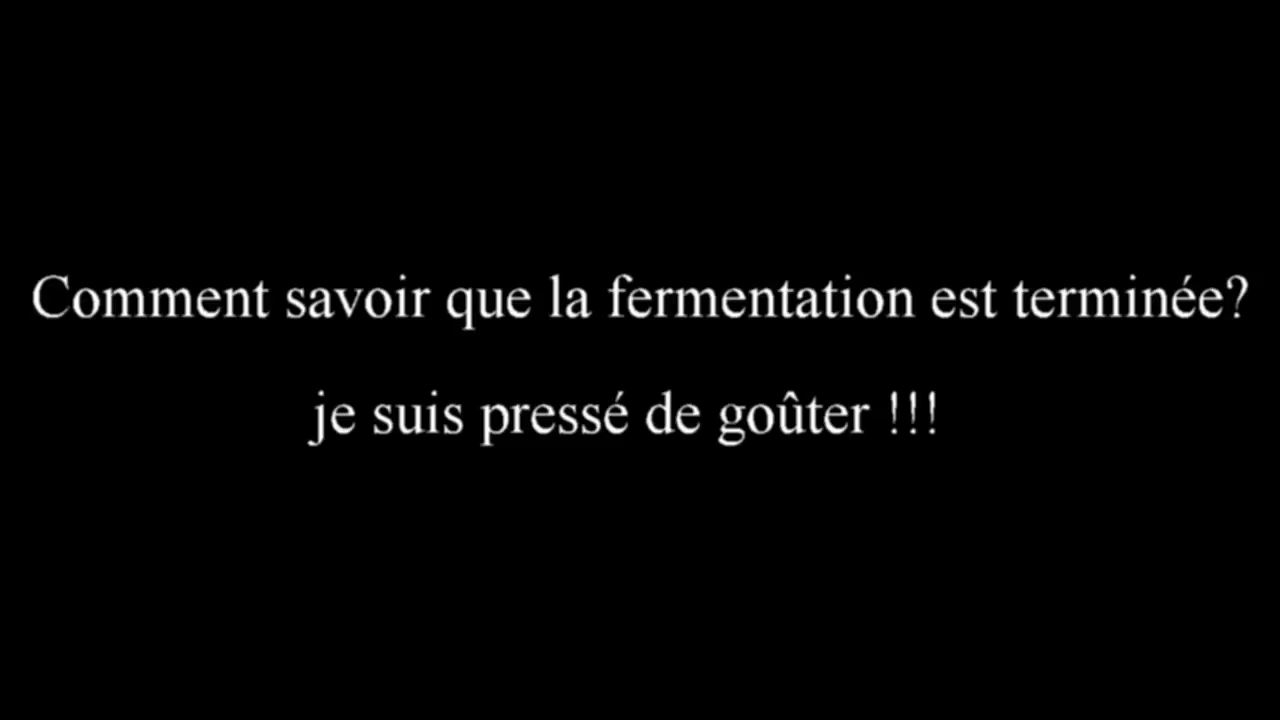 Comment savoir que la fermentation est terminée?
je suis pressé de goûter !!!